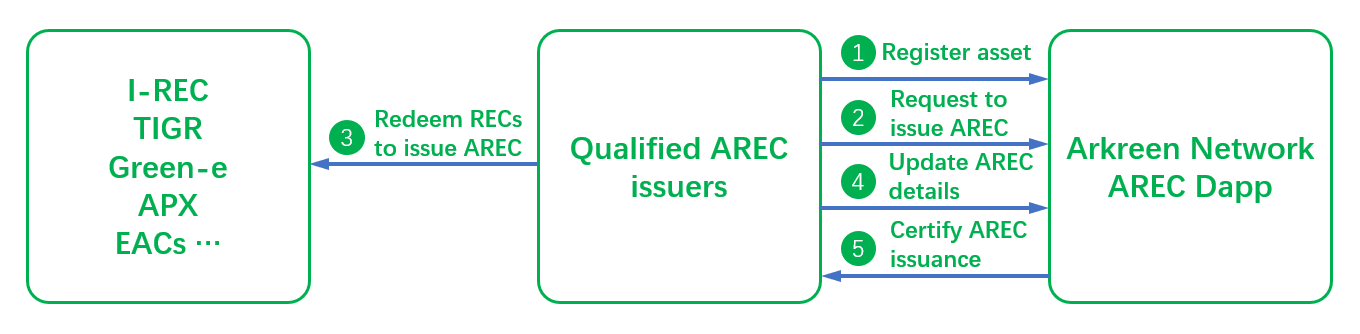 I-REC
TIGR
Green-e
APX
EACs ···
3
Redeem RECs
to issue AREC
Qualified AREC
issuers
1 Register asset
2
Request to
issue AREC
4
Update AREC
details
5
Certify AREC
issuance
Arkreen Network
AREC Dapp